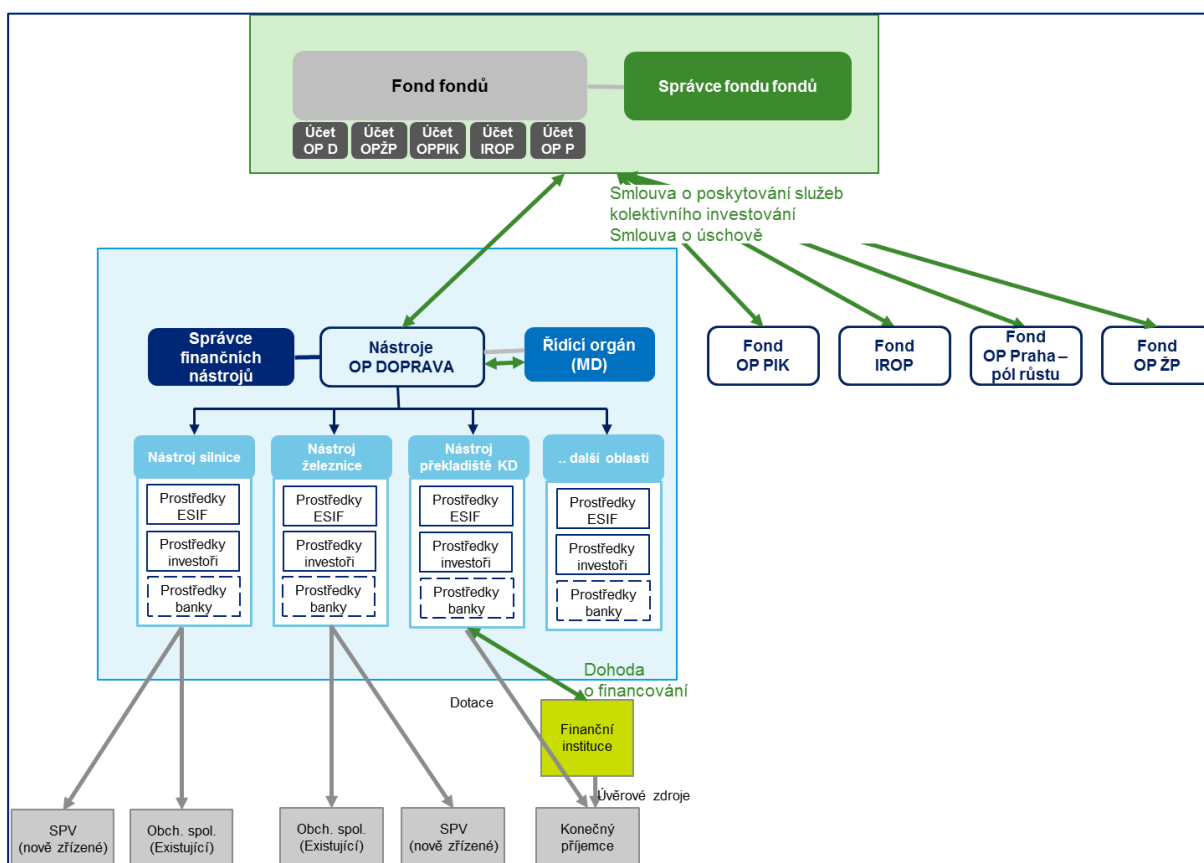 Fond fondů
Správce fondu fondů
Účet
OP D
Účet
OPŽP
Účet
OPPIK
Účet
IROP
Účet
OP P
Smlouva o poskytování služeb
kolektivního investování
Smlouva o úschově
Správce
finančních
nástrojů
Nástroje
OP DOPRAVA
Řídící orgán
(MD)
Fond
OP PIK
Fond
IROP
Fond
OP Praha –
pól růstu
Fond
OP ŽP
Nástroj silnice
Nástroj
železnice
Nástroj
překladiště KD
.. další oblasti
Prostředky
ESIF
Prostředky
investoři
Prostředky
banky
Prostředky
ESIF
Prostředky
investoři
Prostředky
banky
Prostředky
ESIF
Prostředky
investoři
Prostředky
banky
Prostředky
ESIF
Prostředky
investoři
Prostředky
banky
Dohoda
o financování
Dotace
Finanční
instituce
Úvěrové zdroje
SPV
(nově zřízené)
Obch. spol.
(Existující)
Obch. spol.
(Existující)
SPV
(nově zřízené)
Konečný
příjemce